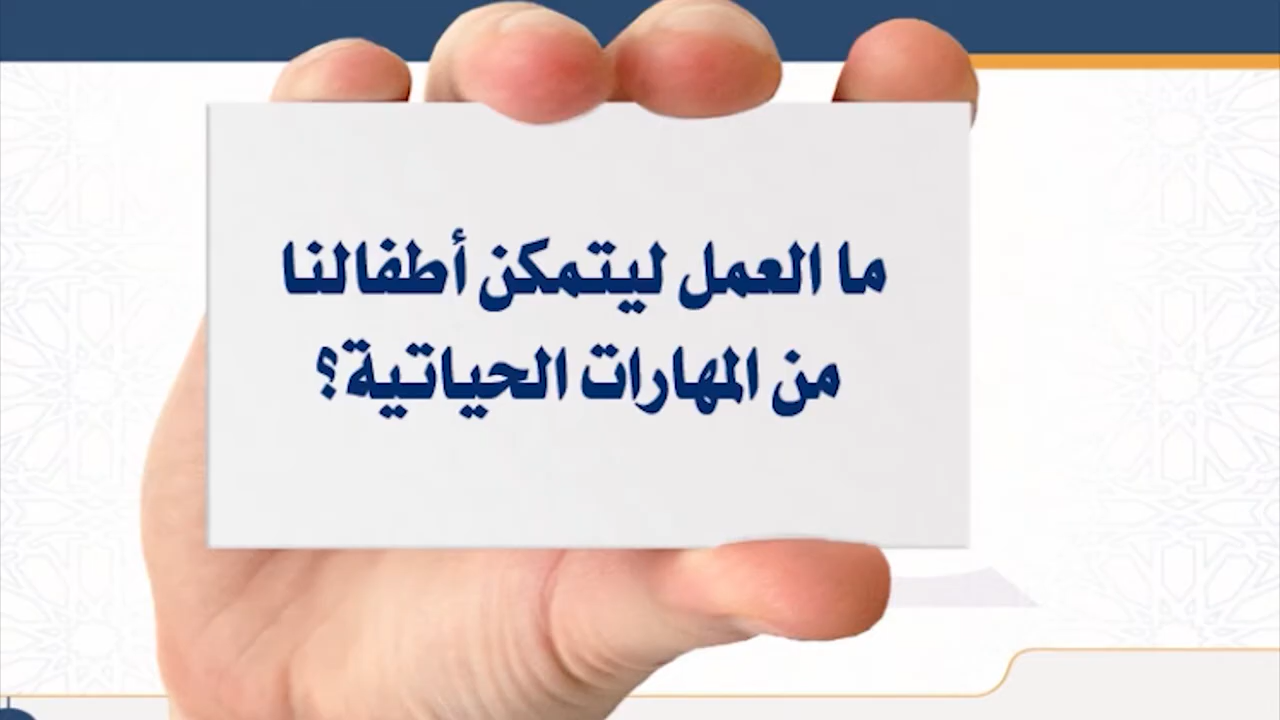 ما العمل ليتمكن أطفالنا
من المهارات الحياتية؟